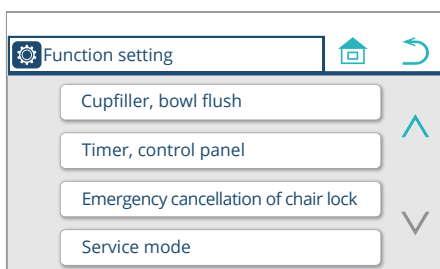 Function setting
Cupfiller, bowl flush
Timer, control panel
Emergency cancellation of chair lock
Service mode